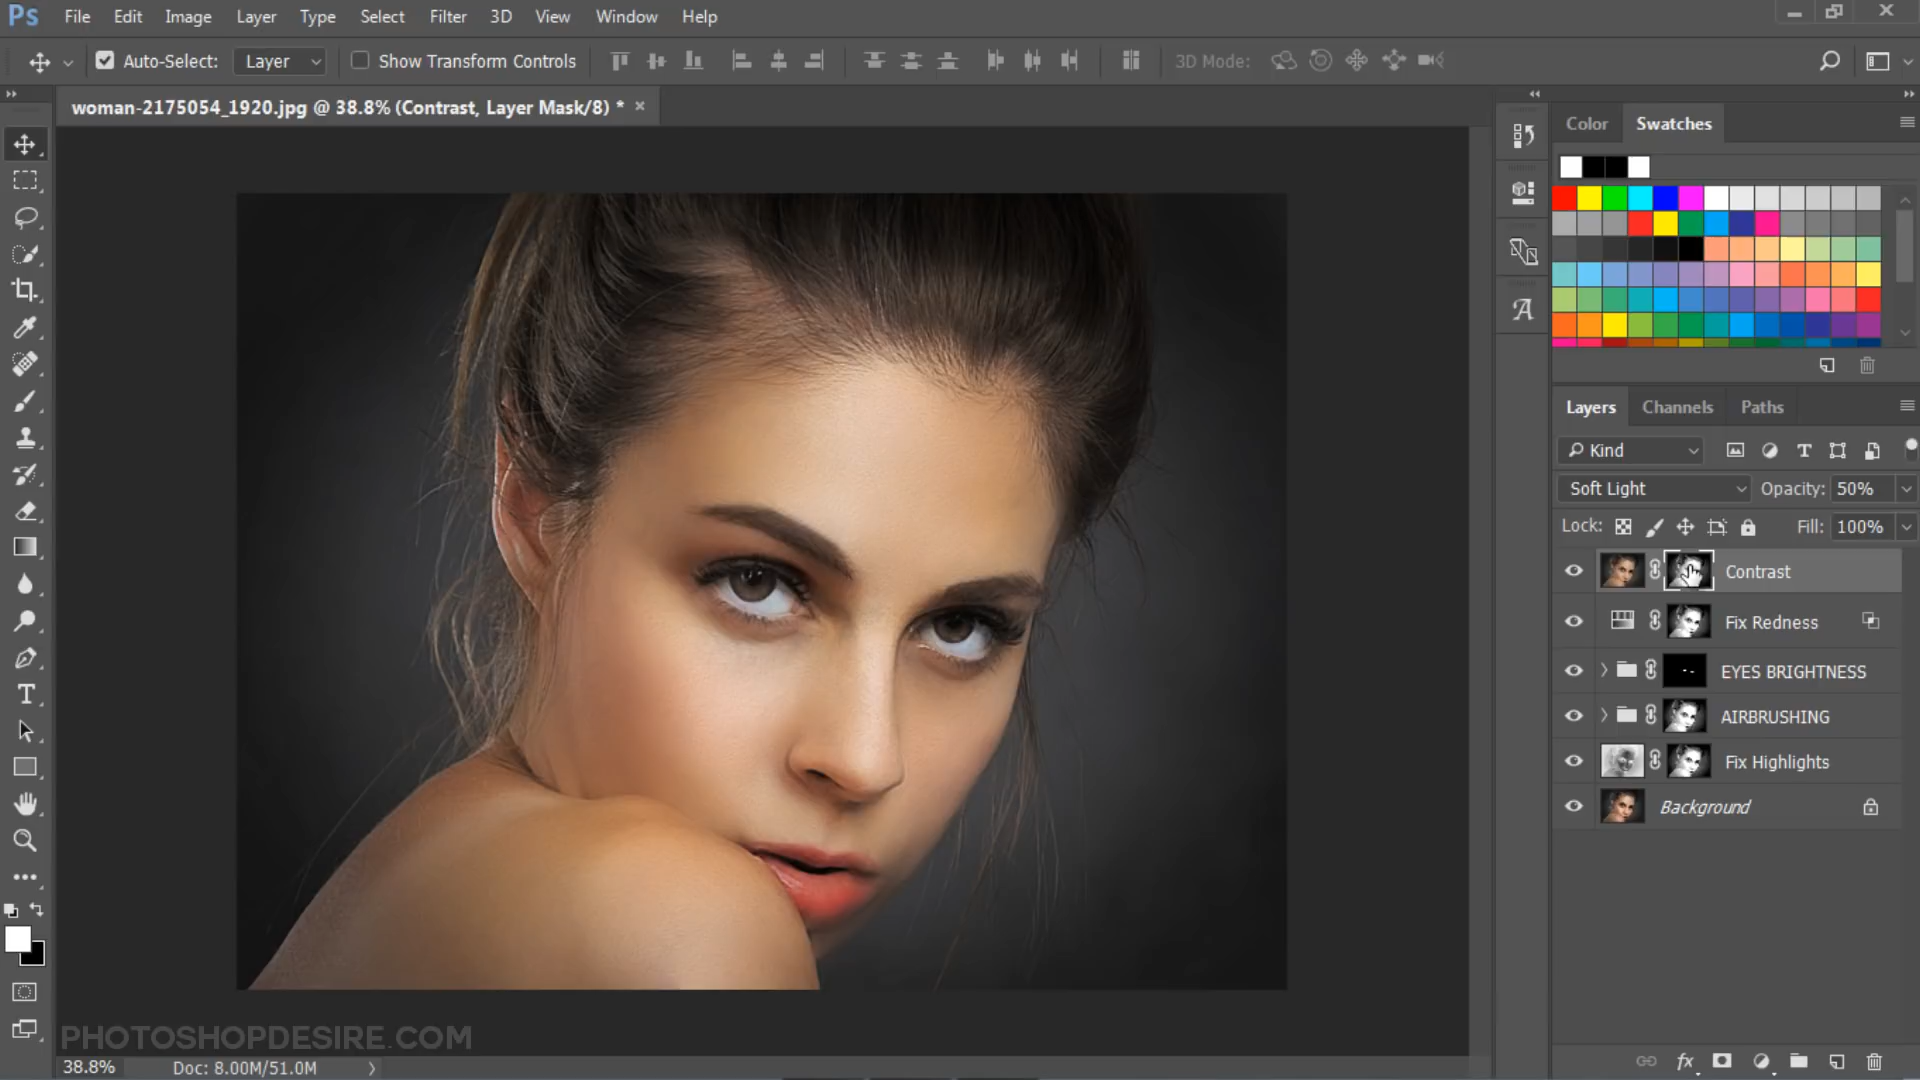 Ps File Edit Image Layer Type Select Filter 3D View Window Help
Auto-Select: Layer Show Transform Controls 3D Mode:
woman-2175054_1920.jpg @ 38.8% (Contrast, Layer Mask/8) *
Color Swatches
Layers Channels Paths
Kind
Soft Light Opacity: 50%
Lock: Fill: 100%
Contrast
Fix Redness
EYES BRIGHTNESS
AIRBRUSHING
Fix Highlights
Background
PHOTOSHOPDESIRE.COM
38.8% Doc: 8.00M/51.0M